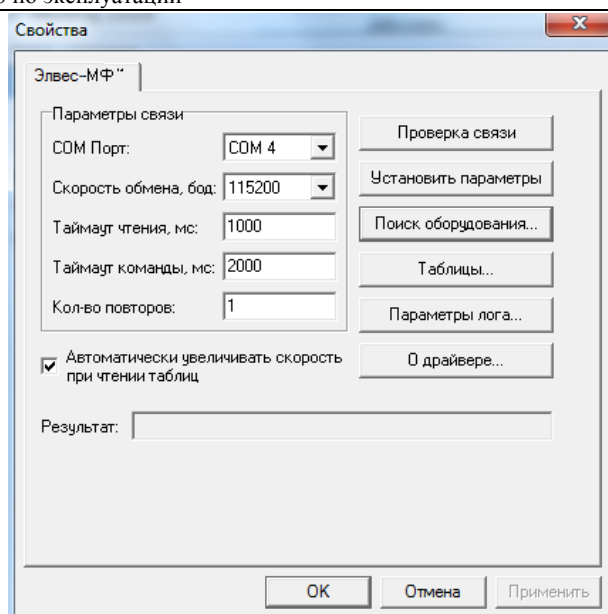 по эксплуатации
Свойства
Элвес-МФ"
Параметры связи
COM Порт:
COM 4
Скорость обмена, бод:
115200
Таймаут чтения, мс:
1000
Таймаут команды, мс:
2000
Кол-во повторов:
1
Проверка связи
Установить параметры
Поиск оборудования...
Таблицы...
Параметры лога...
О драйвере...
Автоматически увеличивать скорость
при чтении таблиц
Результат:
OK
Отмена
Применить